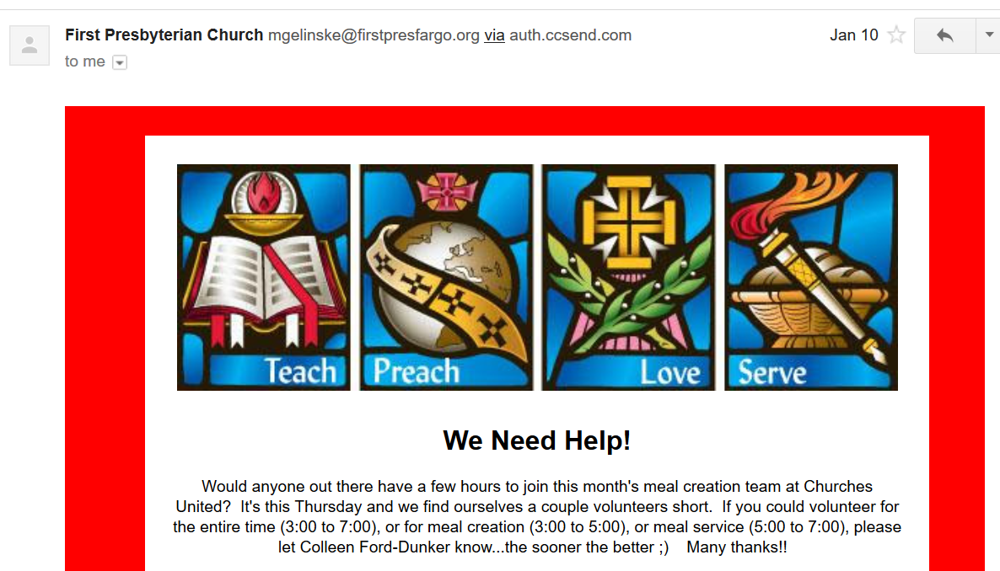 First Presbyterian Church mgelinske@firstpresfargo.org via auth.ccsend.com
Jan 10
to me
Teach
Preach
Love
Serve
We Need Help!
Would anyone out there have a few hours to join this month's meal creation team at Churches
United?  It's this Thursday and we find ourselves a couple volunteers short.  If you could volunteer for
the entire time (3:00 to 7:00), or for meal creation (3:00 to 5:00), or meal service (5:00 to 7:00), please
let Colleen Ford-Dunker know...the sooner the better ;)    Many thanks!!